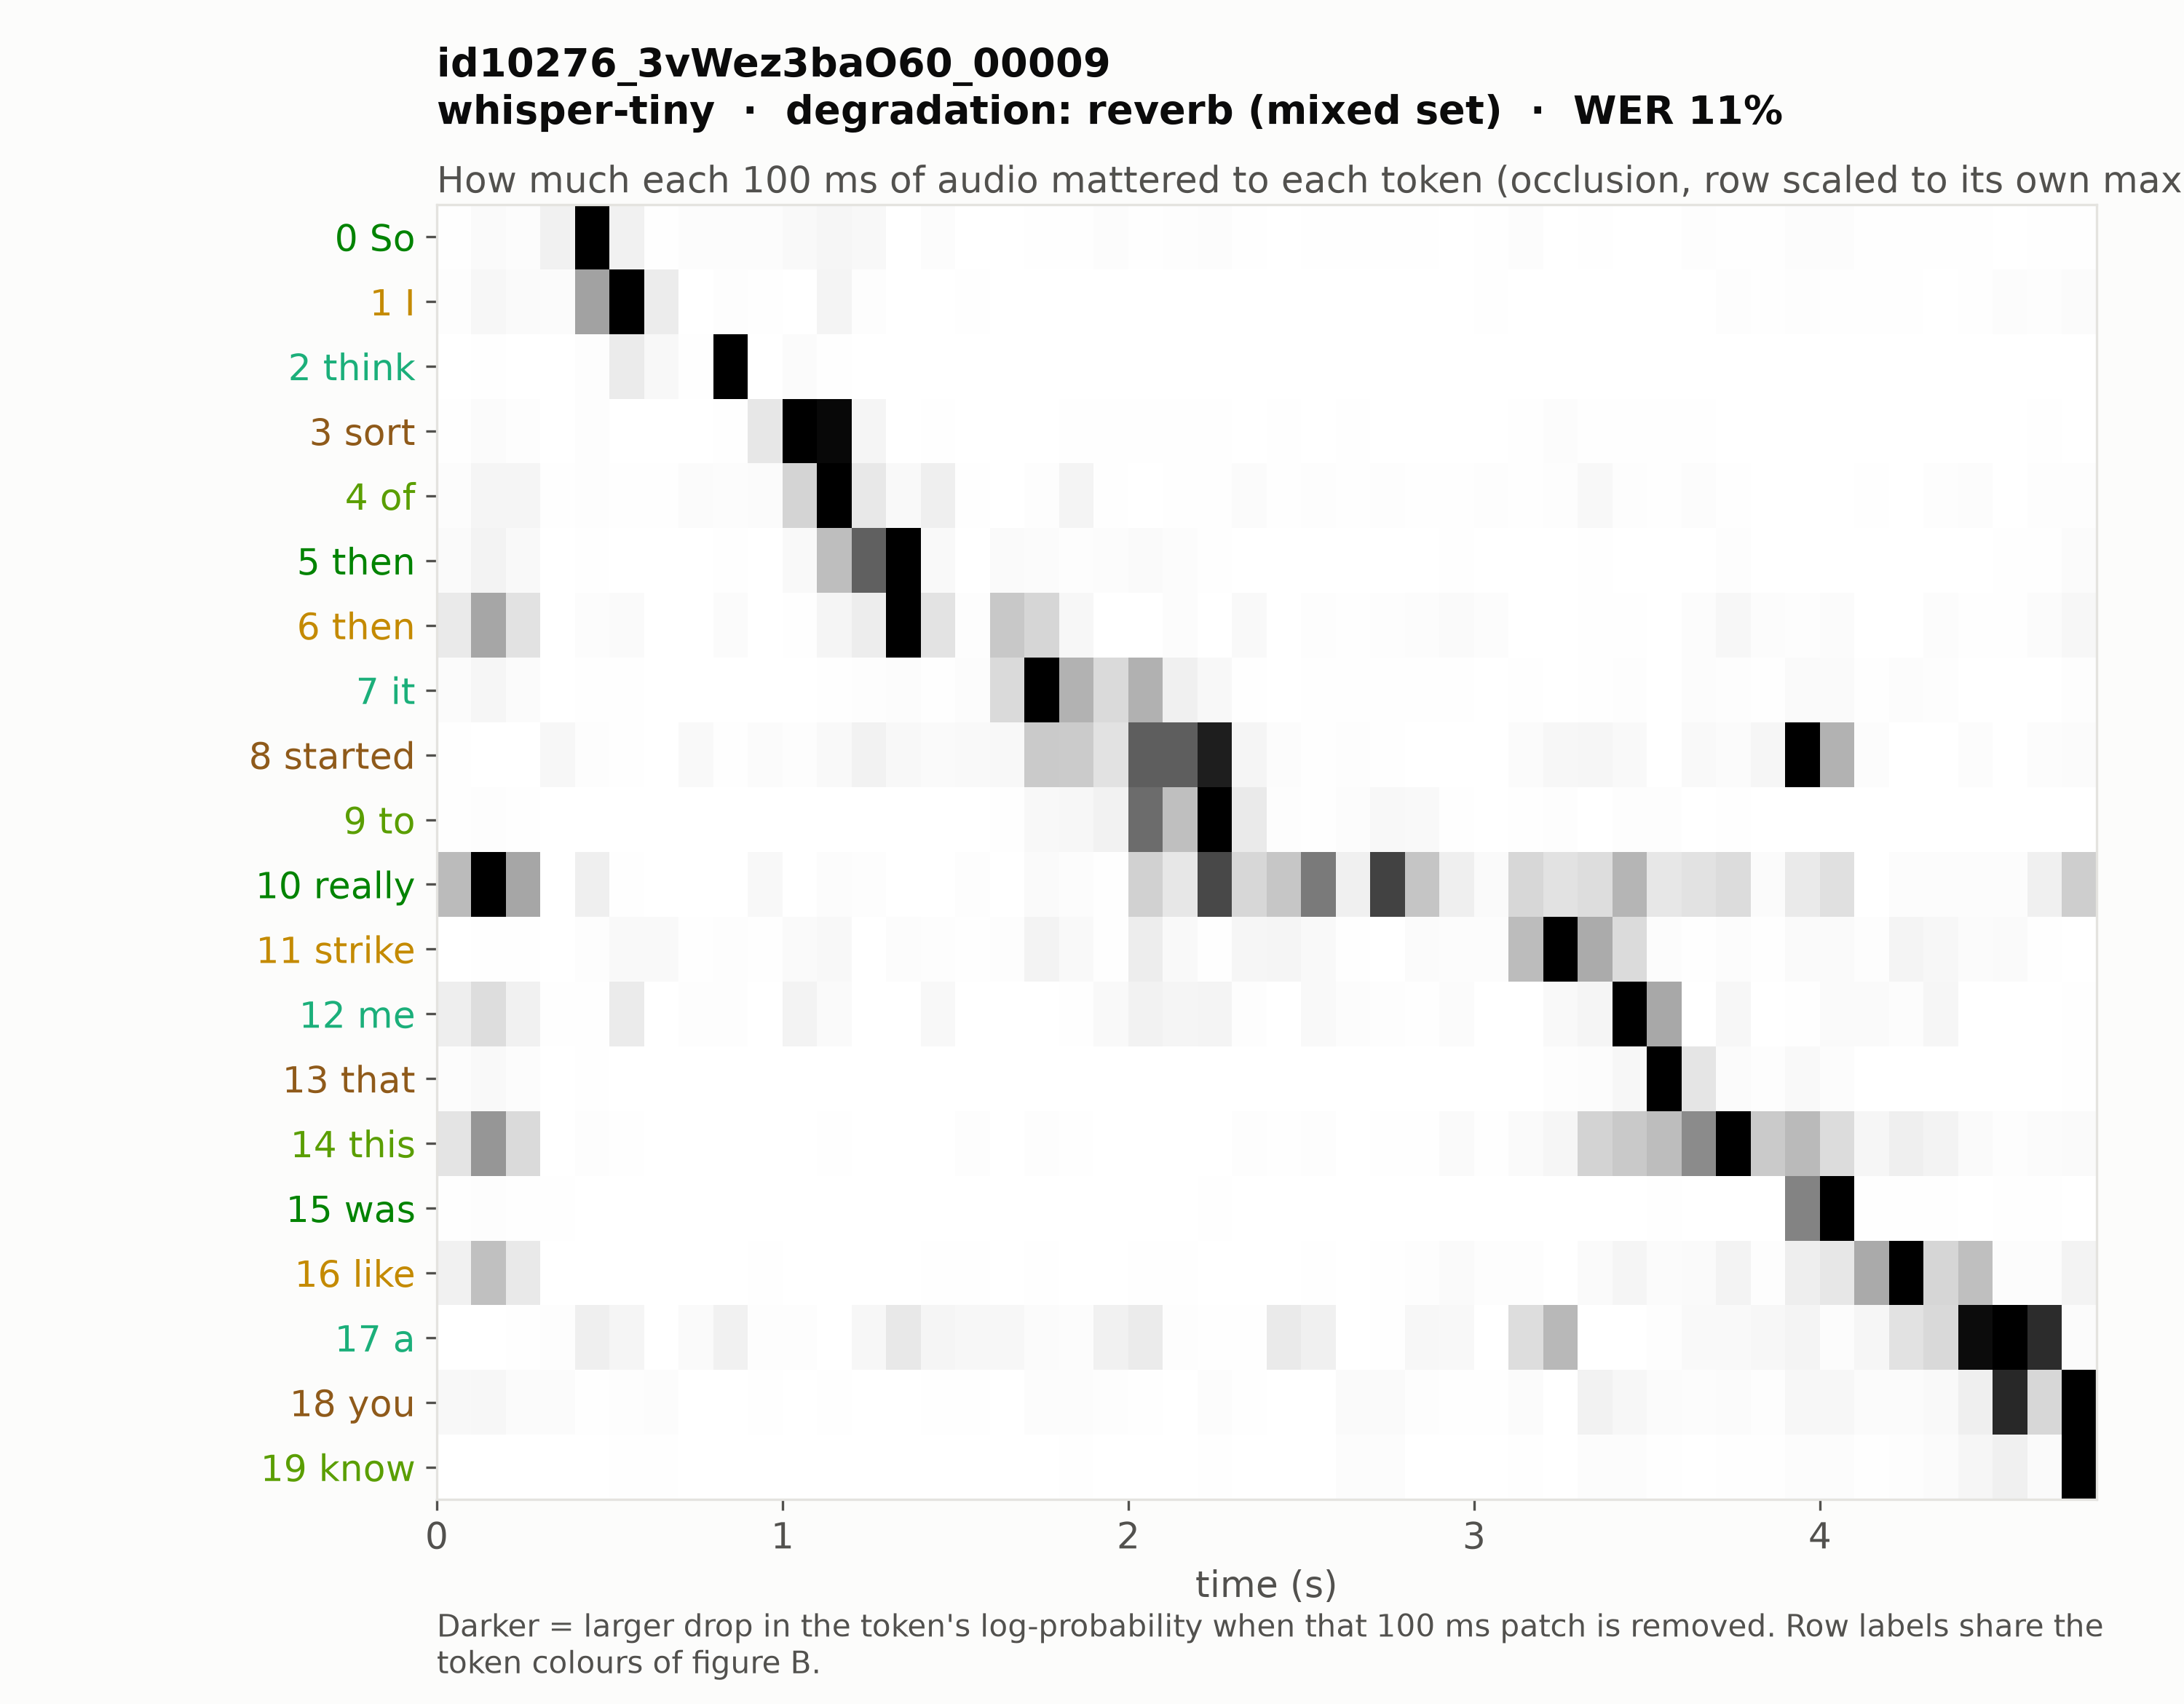 id10276_3vWez3baO60_00009
whisper-tiny · degradation: reverb (mixed set) · WER 11%
How much each 100 ms of audio mattered to each token (occlusion, row scaled to its own max
0 So
1 I
2 think
3 sort
4 of
5 then
6 then
7 it
8 started
9 to
10 really
11 strike
12 me
13 that
14 this
15 was
16 like
17 a
18 you
19 know
0 1 2 3 4
time (s)
Darker = larger drop in the token's log-probability when that 100 ms patch is removed. Row labels share the
token colours of figure B.